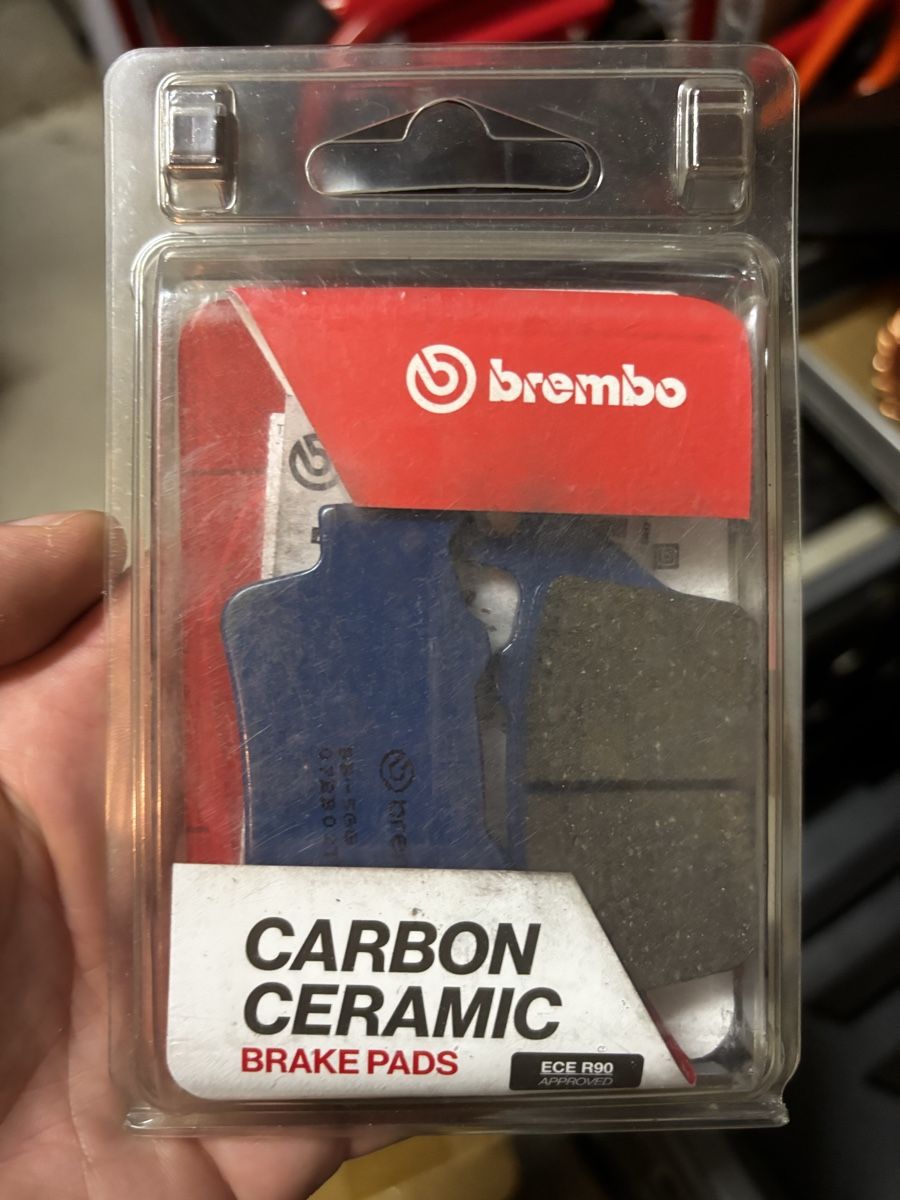 brembo
CARBON
CERAMIC
BRAKE PADS
ECE R90
APPROVED